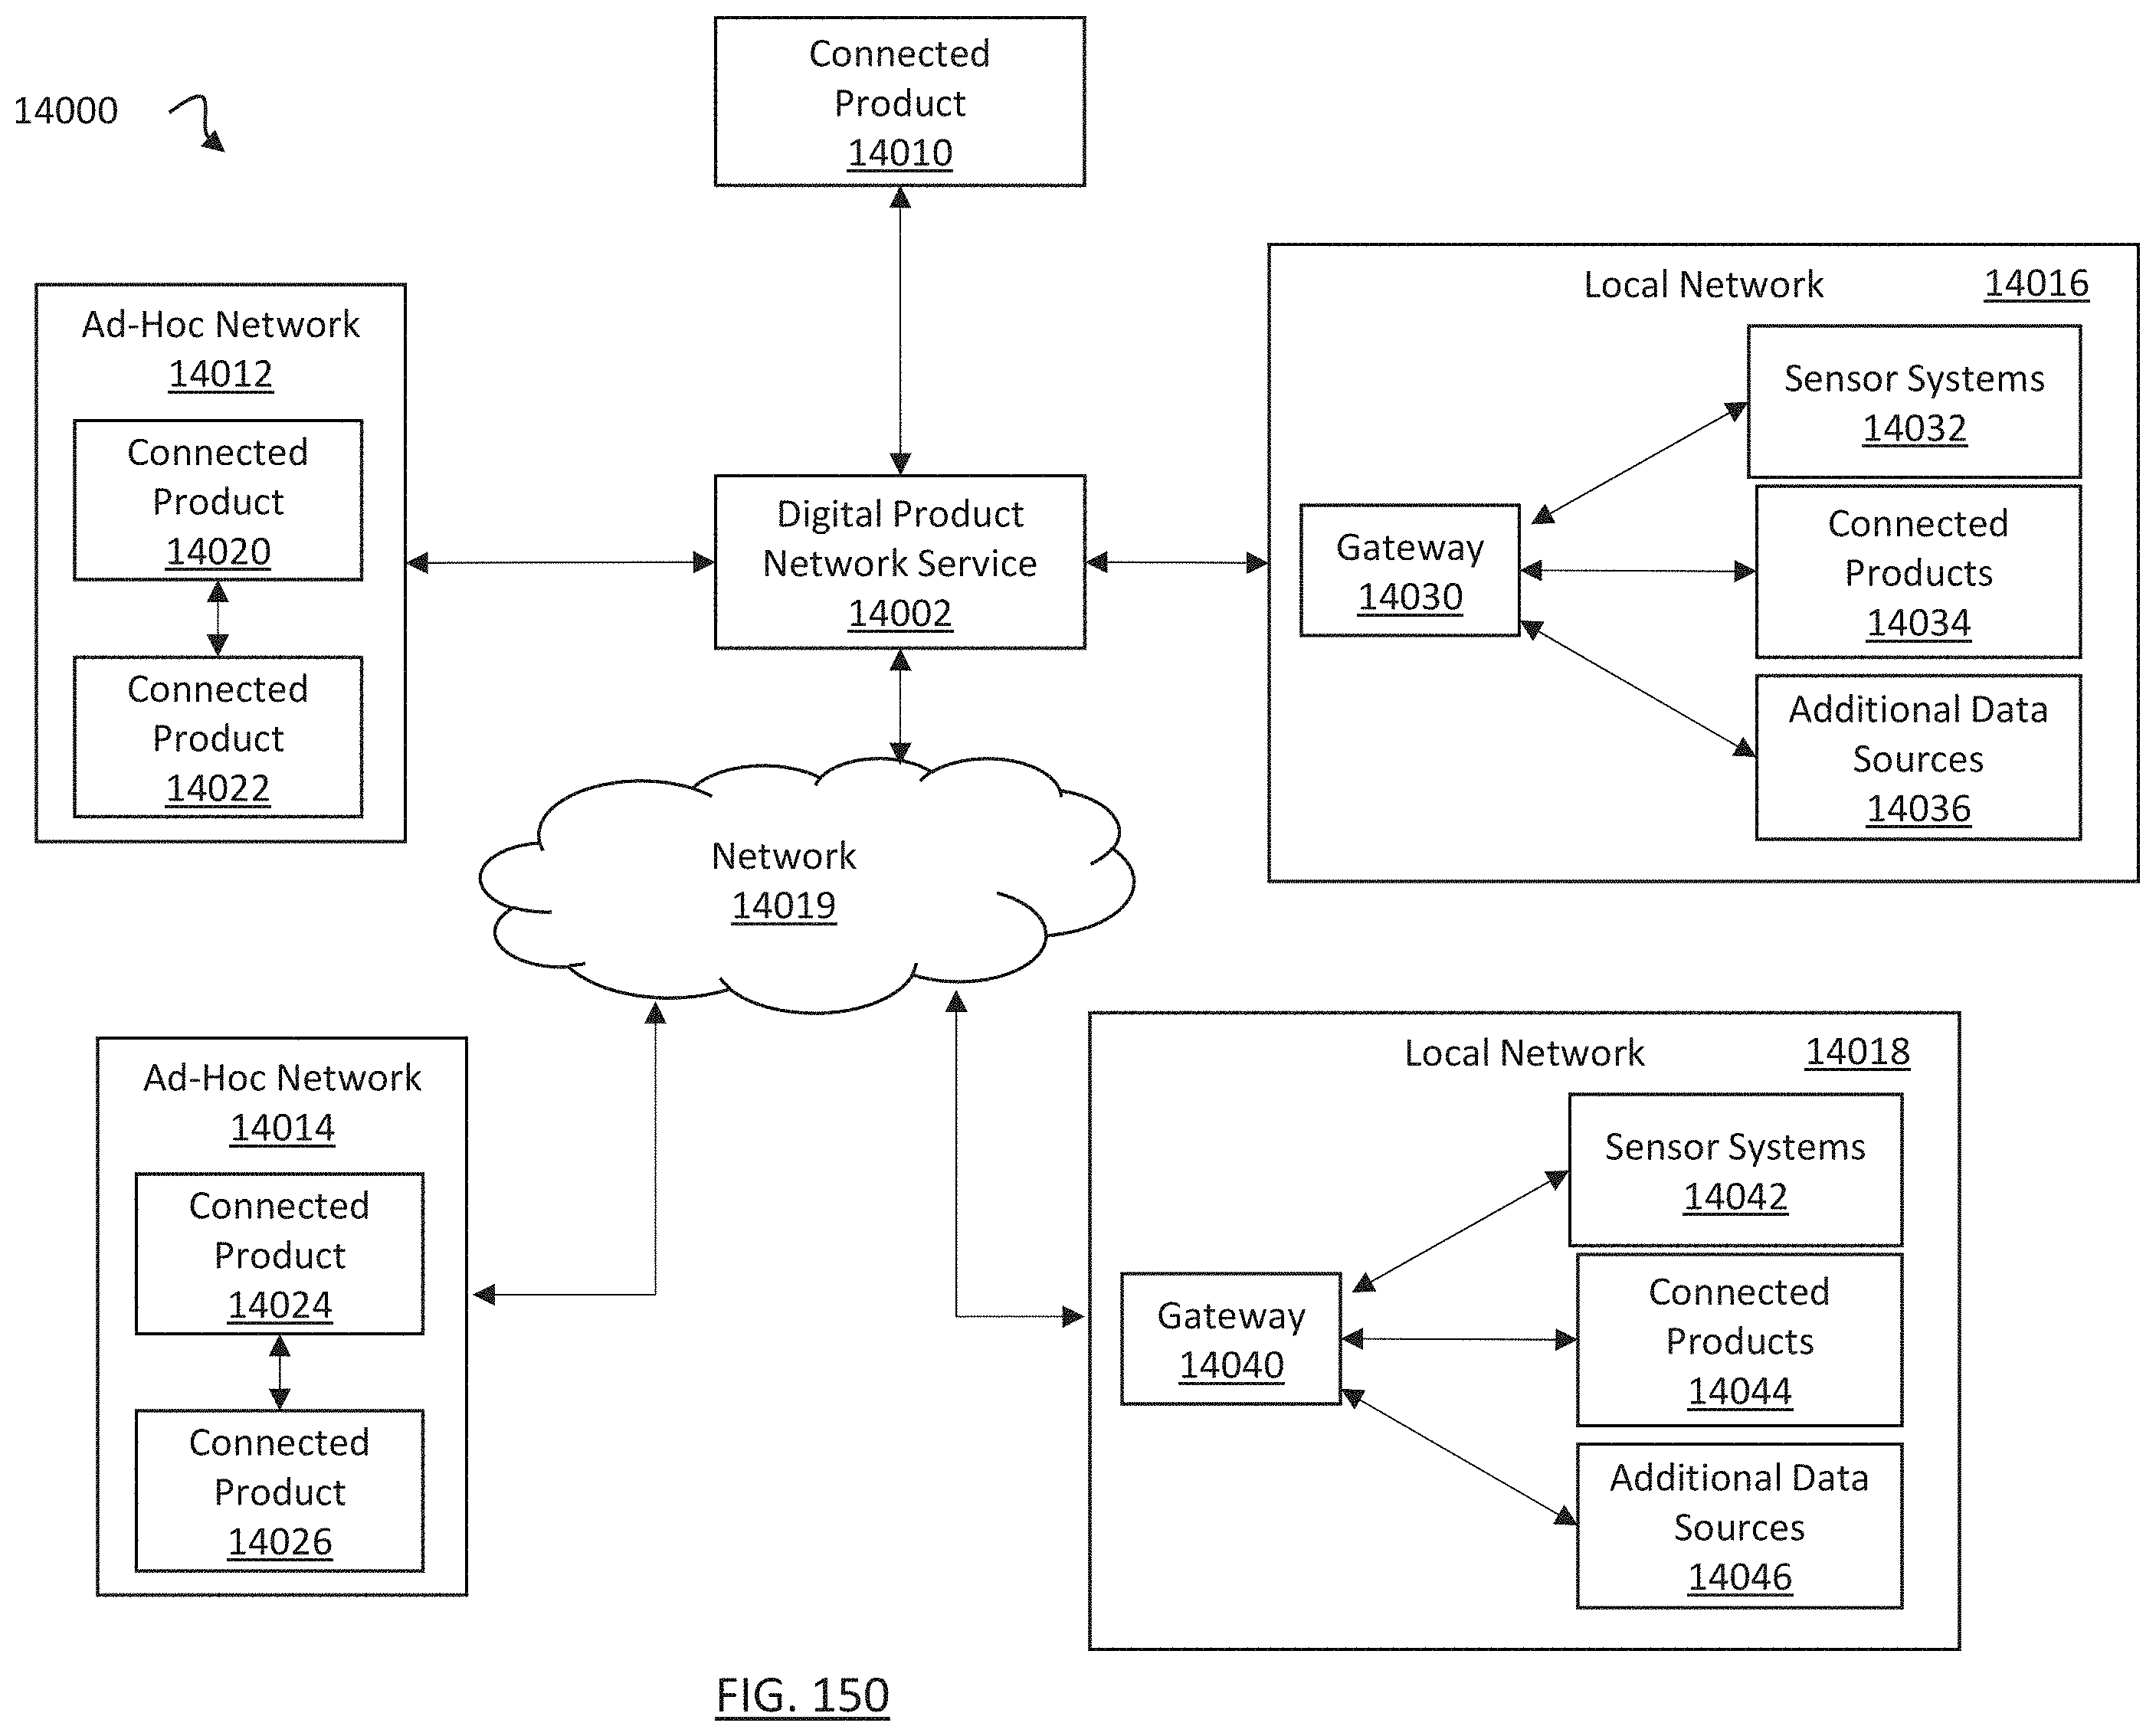 14000
Connected
Product
14010
Ad-Hoc Network
14012
Connected
Product
14020
Connected
Product
14022
Digital Product
Network Service
14002
Local Network 14016
Gateway
14030
Sensor Systems
14032
Connected
Products
14034
Additional Data
Sources
14036
Network
14019
Ad-Hoc Network
14014
Connected
Product
14024
Connected
Product
14026
Local Network 14018
Gateway
14040
Sensor Systems
14042
Connected
Products
14044
Additional Data
Sources
14046
FIG. 150